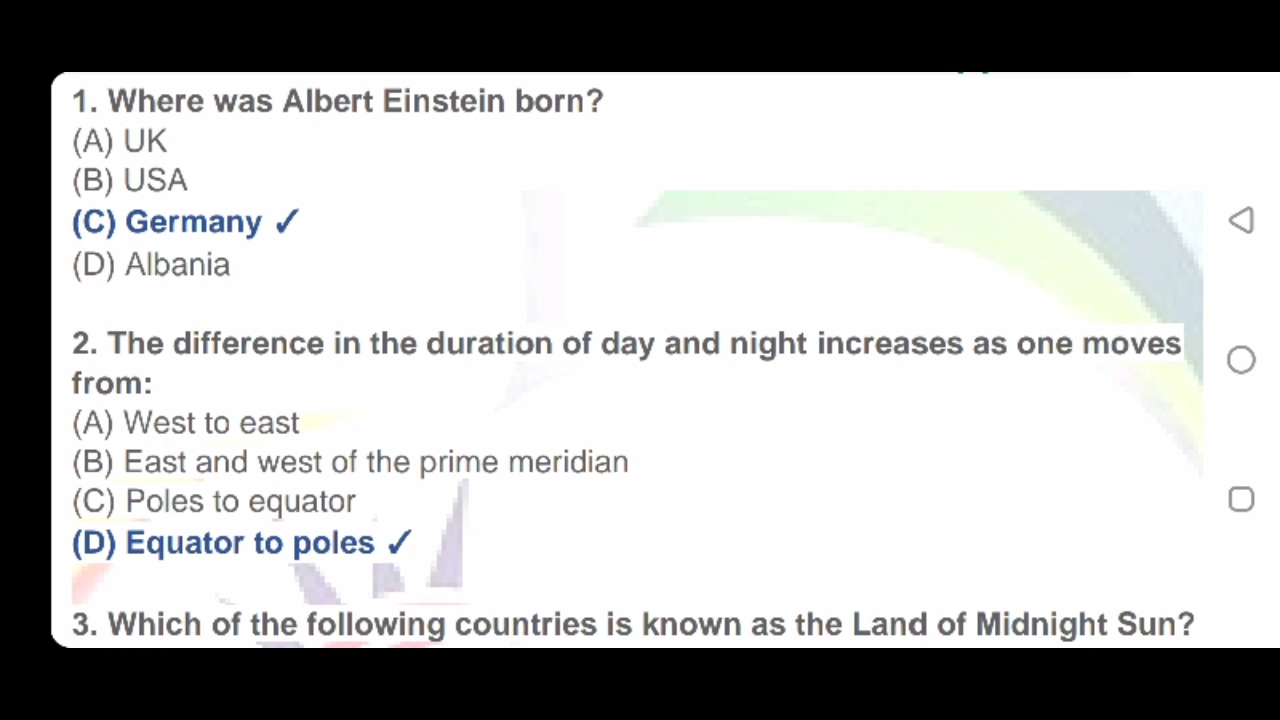 1. Where was Albert Einstein born?
(A) UK
(B) USA
(C) Germany ✓
(D) Albania
2. The difference in the duration of day and night increases as one moves
from:
(A) West to east
(B) East and west of the prime meridian
(C) Poles to equator
(D) Equator to poles ✓
3. Which of the following countries is known as the Land of Midnight Sun?